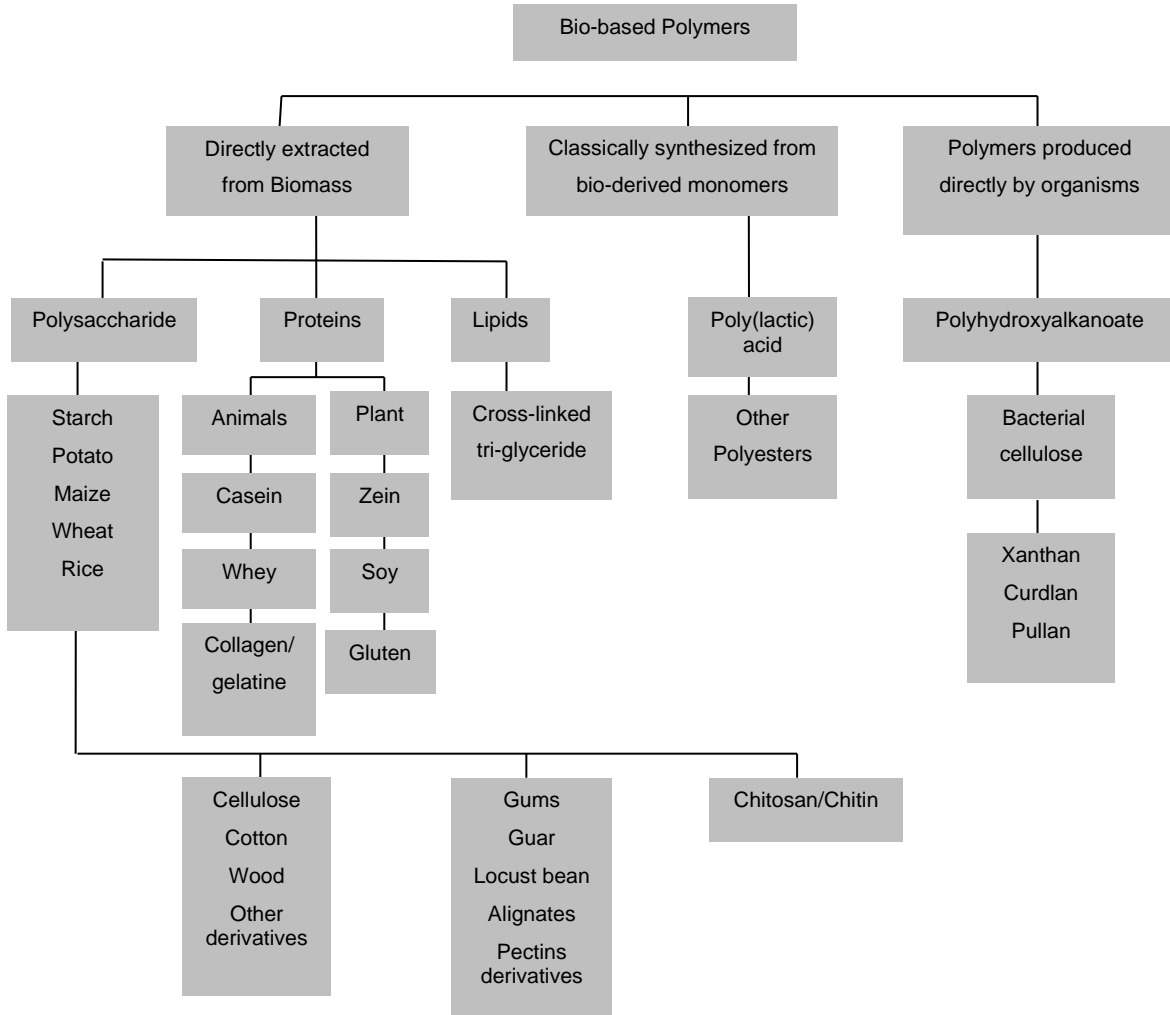 Bio-based Polymers
Directly extracted
from Biomass
Classically synthesized from
bio-derived monomers
Polymers produced
directly by organisms
Polysaccharide
Proteins
Lipids
Poly(lactic)
acid
Polyhydroxyalkanoate
Starch
Potato
Maize
Wheat
Rice
Animals
Plant
Cross-linked
tri-glyceride
Other
Polyesters
Bacterial
cellulose
Casein
Zein
Whey
Soy
Collagen/
gelatine
Gluten
Xanthan
Curdlan
Pullan
Cellulose
Cotton
Wood
Other
derivatives
Gums
Guar
Locust bean
Alignates
Pectins
derivatives
Chitosan/Chitin